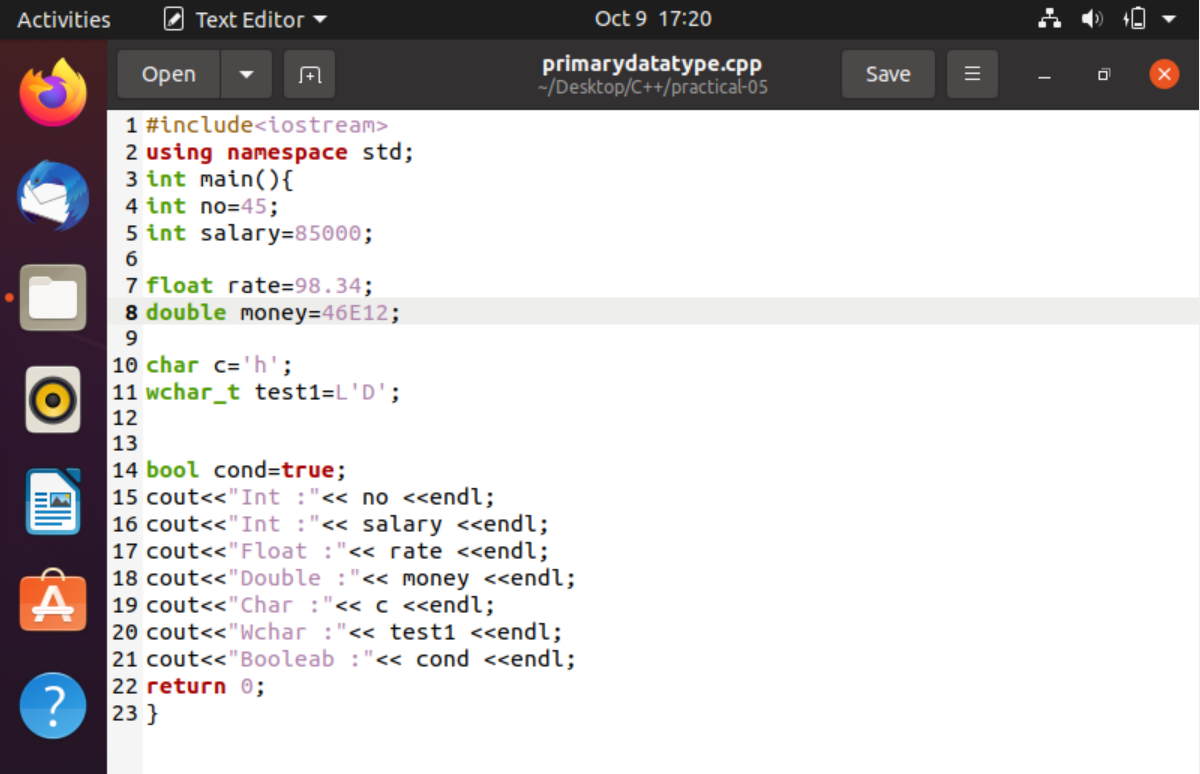 Activities Text Editor Oct 9 17:20
Open primarydatatype.cpp Save
~/Desktop/C++/practical-05
1 #include<iostream>
2 using namespace std;
3 int main(){
4 int no=45;
5 int salary=85000;
6
7 float rate=98.34;
8 double money=46E12;
9
10 char c='h';
11 wchar_t test1=L'D';
12
13
14 bool cond=true;
15 cout<<"Int :"<< no <<endl;
16 cout<<"Int :"<< salary <<endl;
17 cout<<"Float :"<< rate <<endl;
18 cout<<"Double :"<< money <<endl;
19 cout<<"Char :"<< c <<endl;
20 cout<<"Wchar :"<< test1 <<endl;
21 cout<<"Booleab :"<< cond <<endl;
22 return 0;
23 }